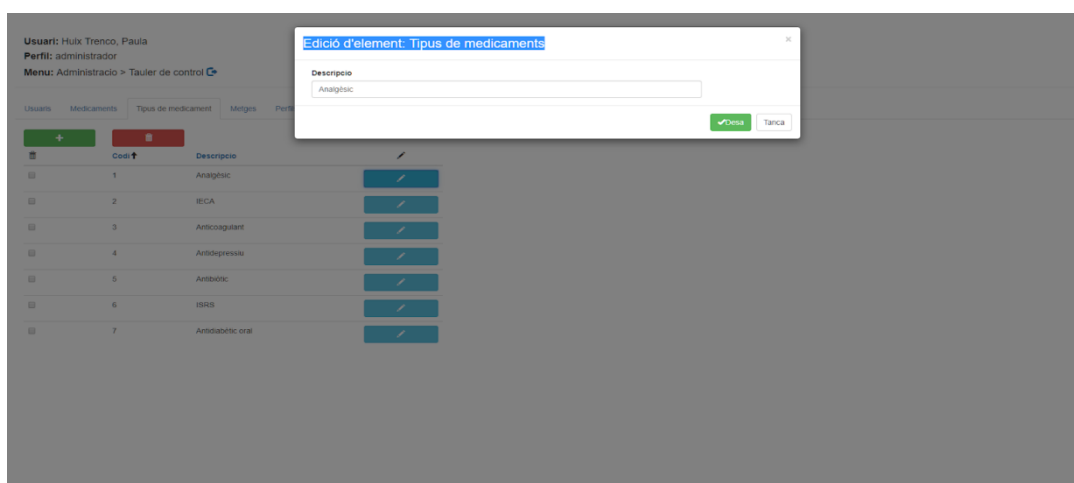 Usuari: Huix Trenco, Paula
Perfil: administrador
Menu: Administracio > Tauler de control
Usuaris Medicaments Tipus de medicament Metges
Edició d'element: Tipus de medicaments ×
Descripcio
Analgèsic
Desa Tanca
Codi Descripcio
1 Analgèsic
2 IECA
3 Anticoagulant
4 Antidepressiu
5 Antibiòtic
6 ISRS
7 Antidiabètic oral